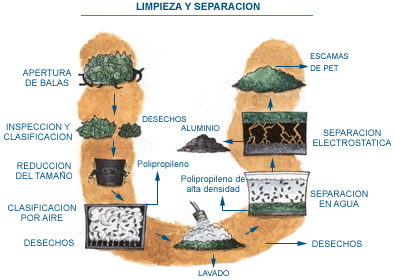 LIMPIEZA Y SEPARACION
APERTURA
DE BALAS
INSPECCION Y
CLASIFICACION
DESECHOS
REDUCCION
DEL TAMAÑO
Polipropileno
CLASIFICACION
POR AIRE
DESECHOS
LAVADO
DESECHOS
SEPARACION
EN AGUA
Polipropileno de
alta densidad
SEPARACION
ELECTROSTATICA
ALUMINIO
ESCAMAS
DE PET